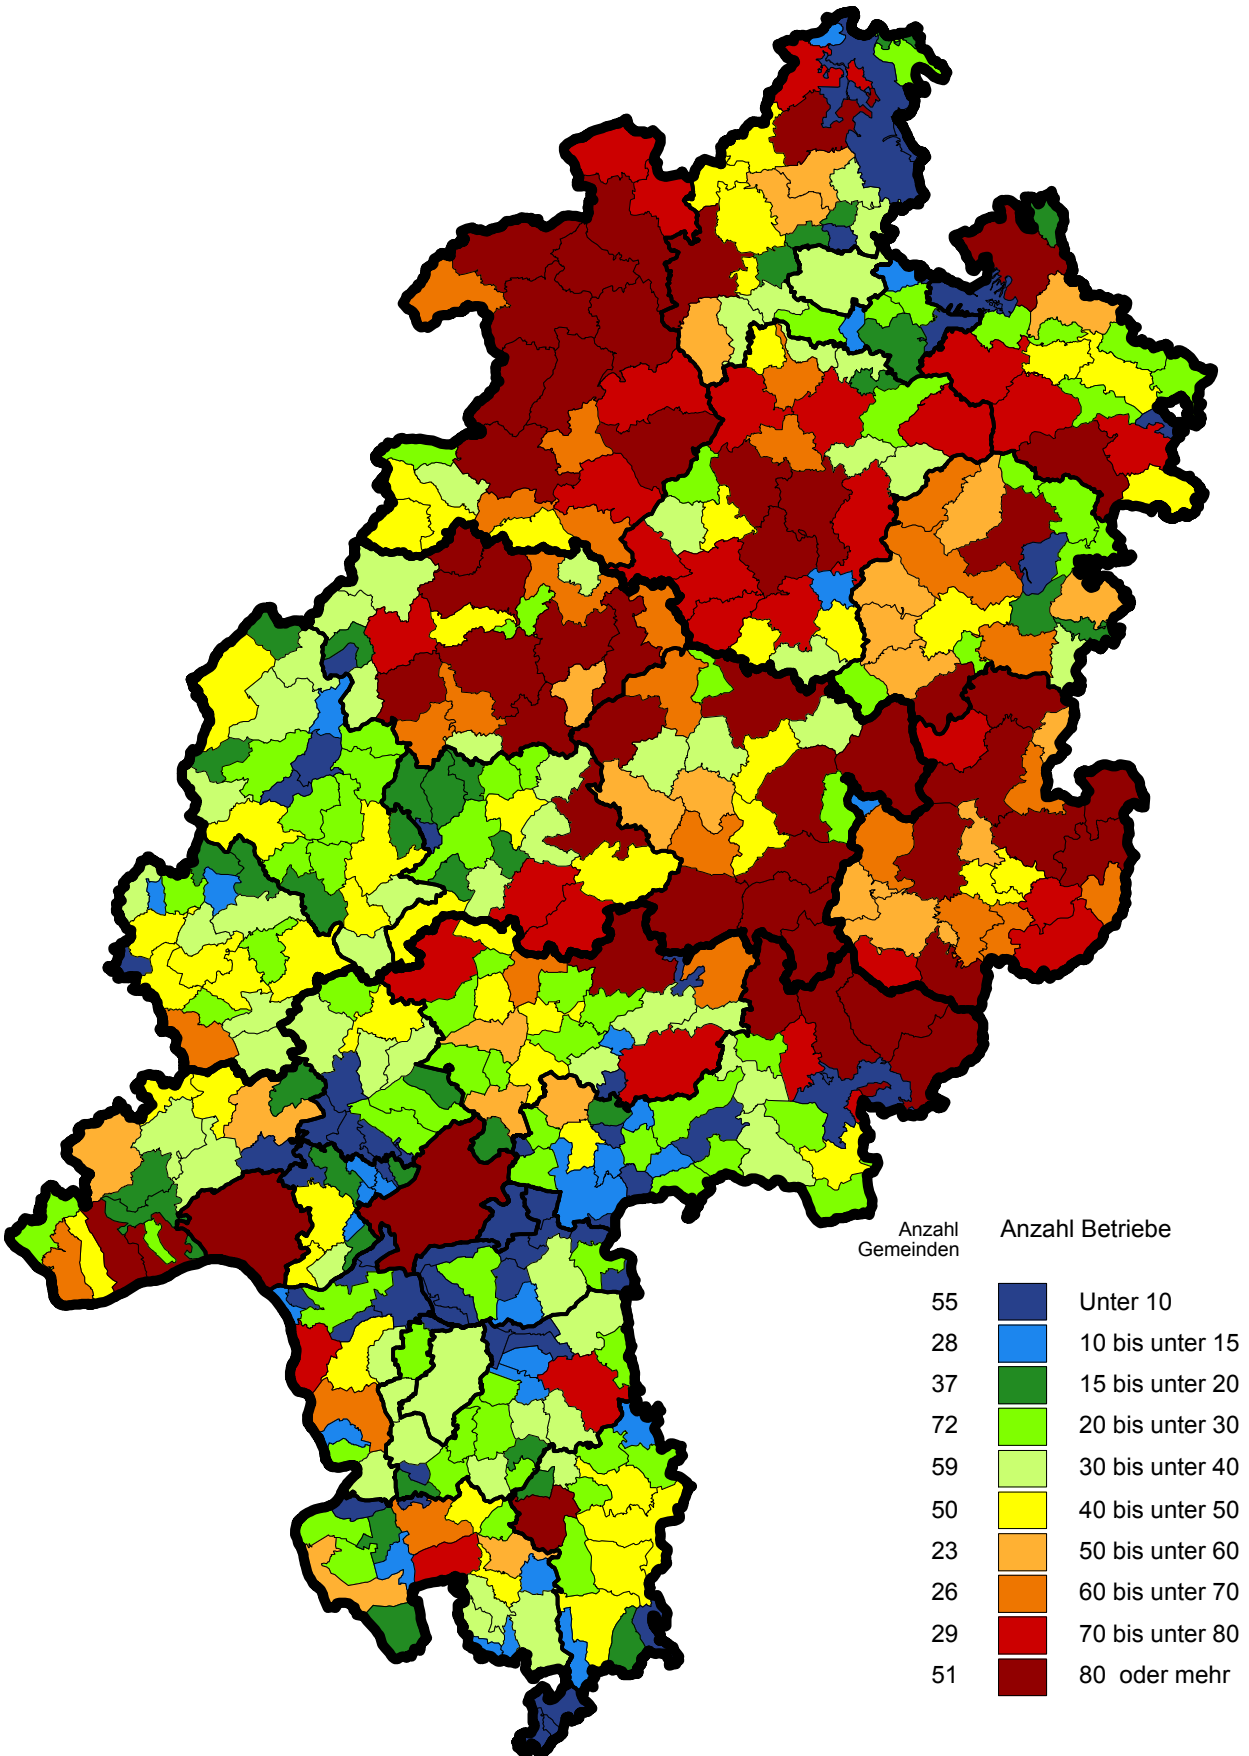 Anzahl Gemeinden
Anzahl Betriebe
55 Unter 10
28 10 bis unter 15
37 15 bis unter 20
72 20 bis unter 30
59 30 bis unter 40
50 40 bis unter 50
23 50 bis unter 60
26 60 bis unter 70
29 70 bis unter 80
51 80 oder mehr